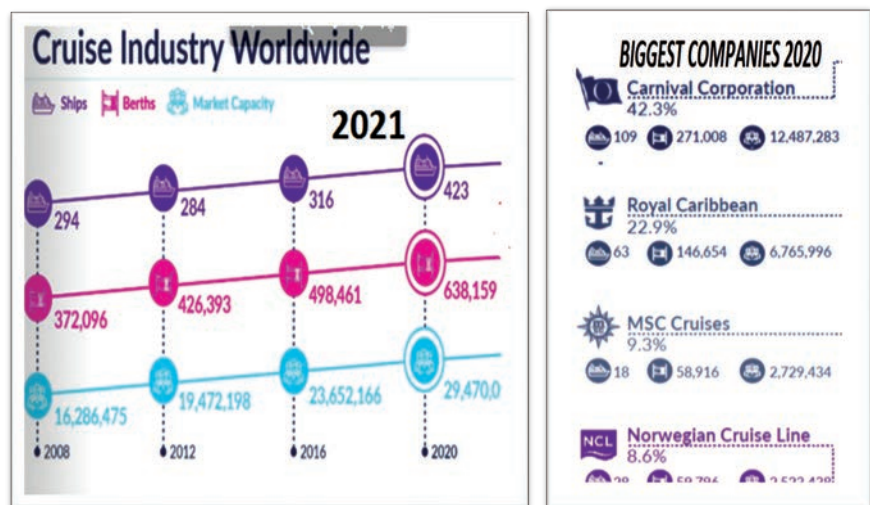 Cruise Industry Worldwide
Ships Berths Market Capacity
2021
294 284 316 423
372,096 426,393 498,461 638,159
16,286,475 19,472,198 23,652,166 29,470,0
2008 2012 2016 2020
BIGGEST COMPANIES 2020
Carnival Corporation
42.3%
109 271,008 12,487,283
Royal Caribbean
22.9%
63 146,654 6,765,996
MSC Cruises
9.3%
18 58,916 2,729,434
NCL Norwegian Cruise Line
8.6%